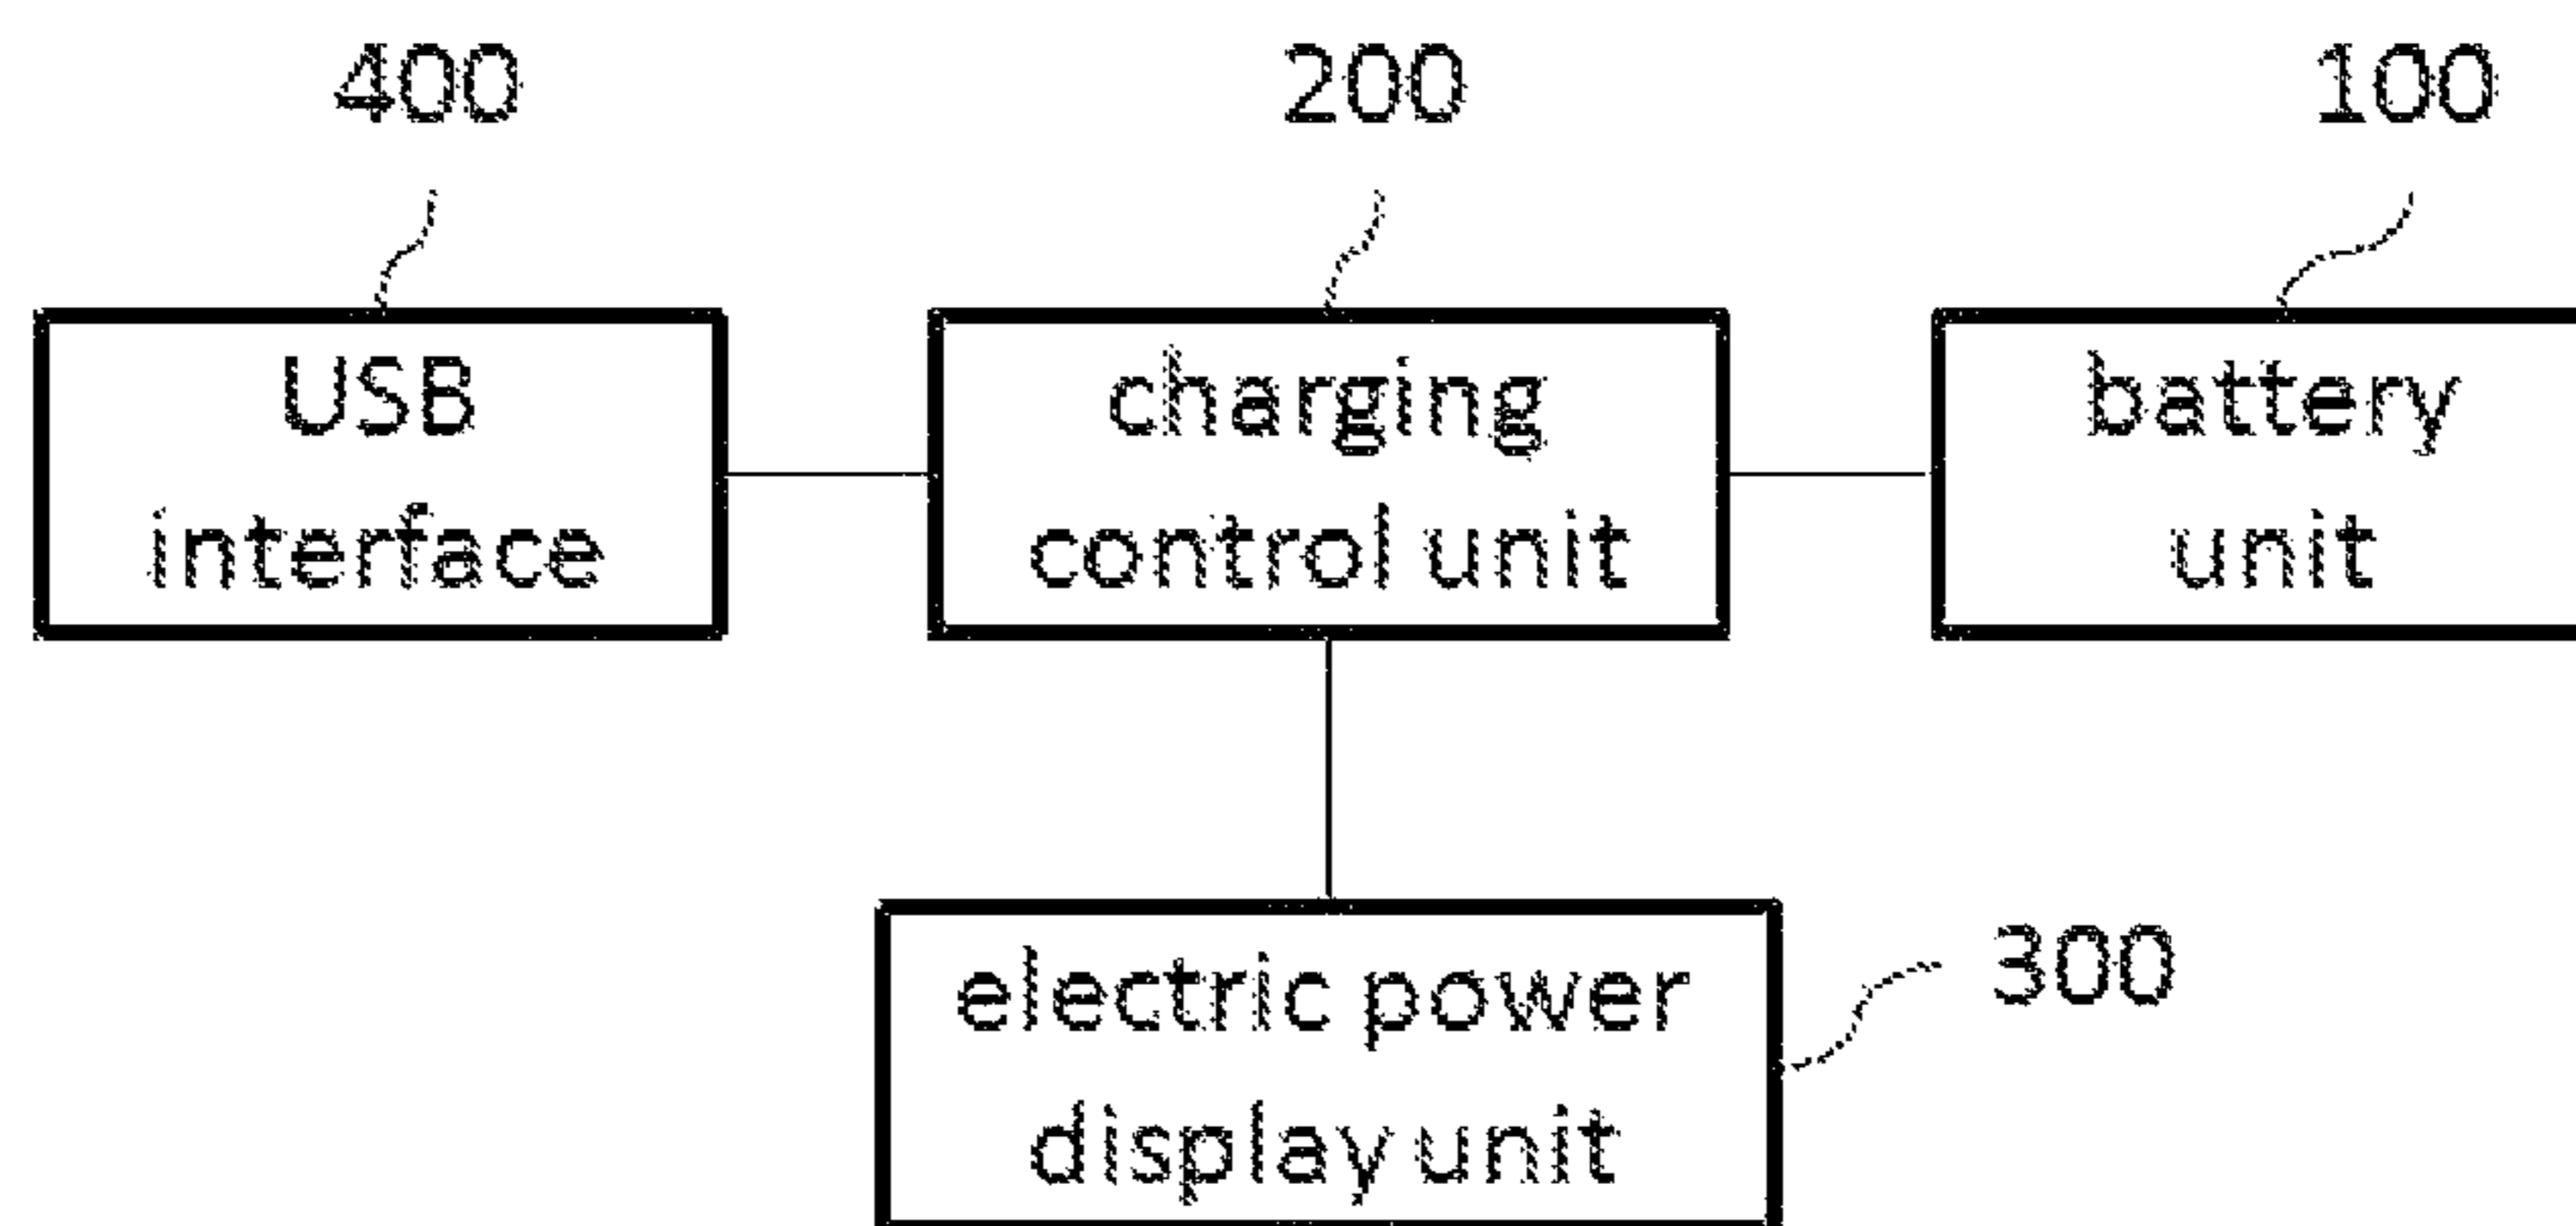 400
200
100
USB
interface
charging
control unit
battery
unit
electric power
display unit
300